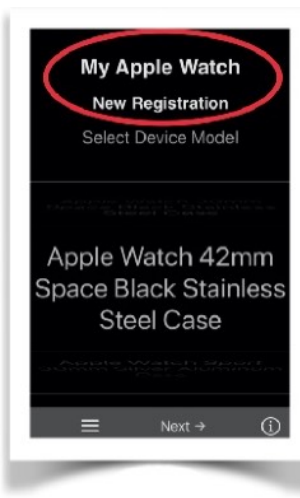 My Apple Watch
New Registration
Select Device Model
Apple Watch 42mm
Space Black Stainless
Steel Case
Next →